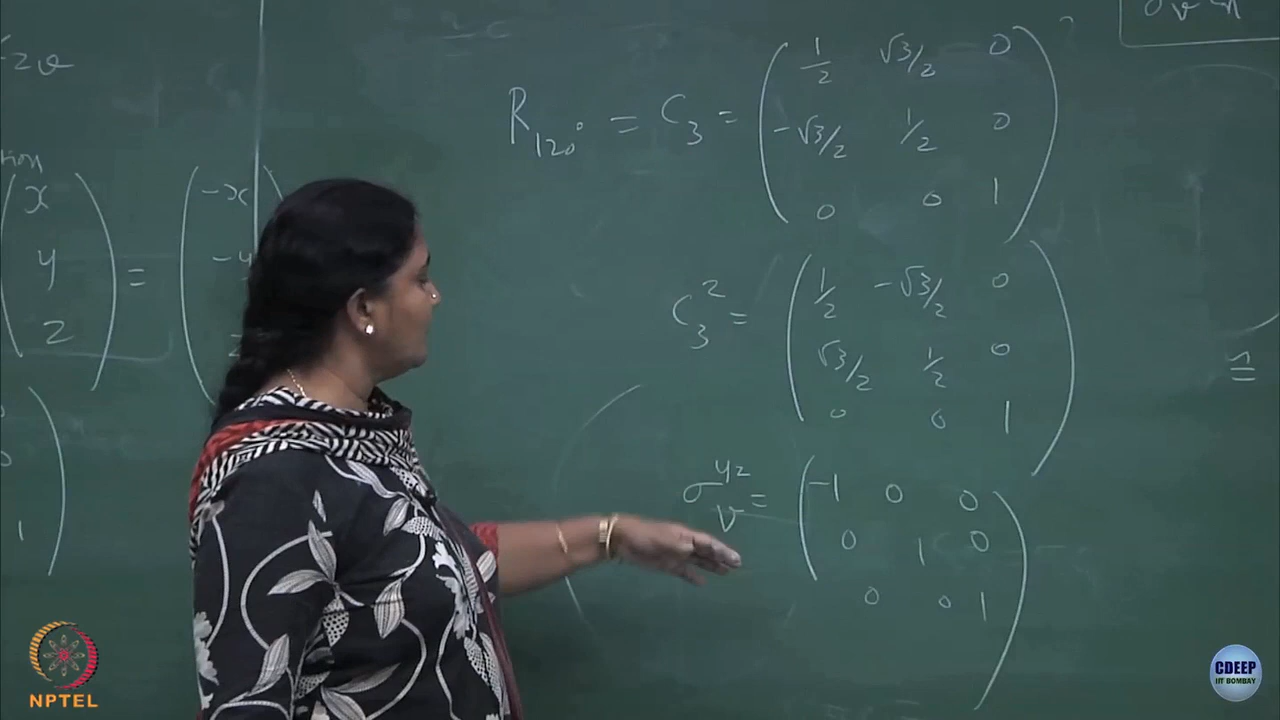 R₁₂₀° = C₃ = ( 1/2 √3/2 0
-√3/2 1/2 0
0 0 1 )
C₃² = ( 1/2 -√3/2 0
√3/2 1/2 0
0 0 1 )
σᵥ^{yz} = ( -1 0 0
0 1 0
0 0 1 )
( x
y
z ) = ( -x
-y
1
≅
NPTEL
CDEEP
IIT BOMBAY